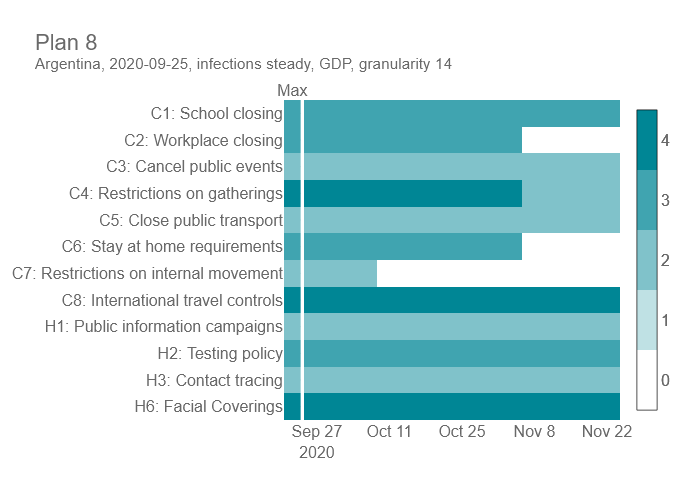 Plan 8
Argentina, 2020-09-25, infections steady, GDP, granularity 14
Max
C1: School closing
C2: Workplace closing
C3: Cancel public events
C4: Restrictions on gatherings
C5: Close public transport
C6: Stay at home requirements
C7: Restrictions on internal movement
C8: International travel controls
H1: Public information campaigns
H2: Testing policy
H3: Contact tracing
H6: Facial Coverings
4
3
2
1
0
Sep 27 Oct 11 Oct 25 Nov 8 Nov 22
2020